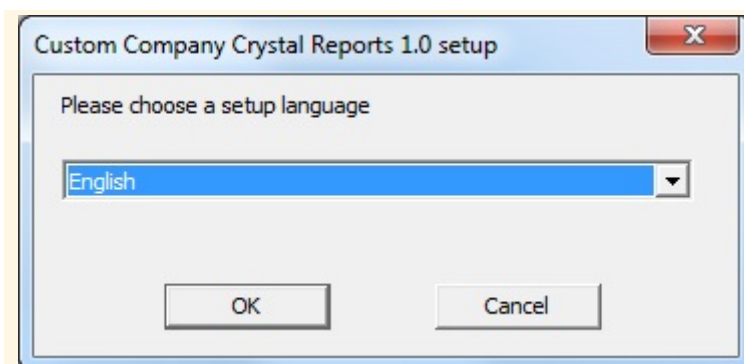 Custom Company Crystal Reports 1.0 setup
Please choose a setup language
English
OK
Cancel